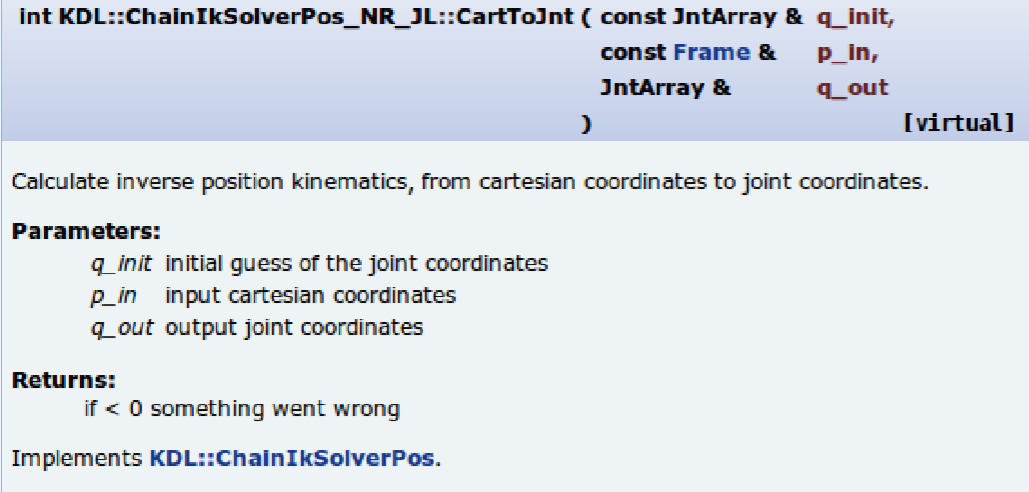 int KDL::ChainIkSolverPos_NR_JL::CartToJnt ( const JntArray & q_init,
const Frame & p_in,
JntArray & q_out
) [virtual]
Calculate inverse position kinematics, from cartesian coordinates to joint coordinates.
Parameters:
q_init initial guess of the joint coordinates
p_in input cartesian coordinates
q_out output joint coordinates
Returns:
if < 0 something went wrong
Implements KDL::ChainIkSolverPos.